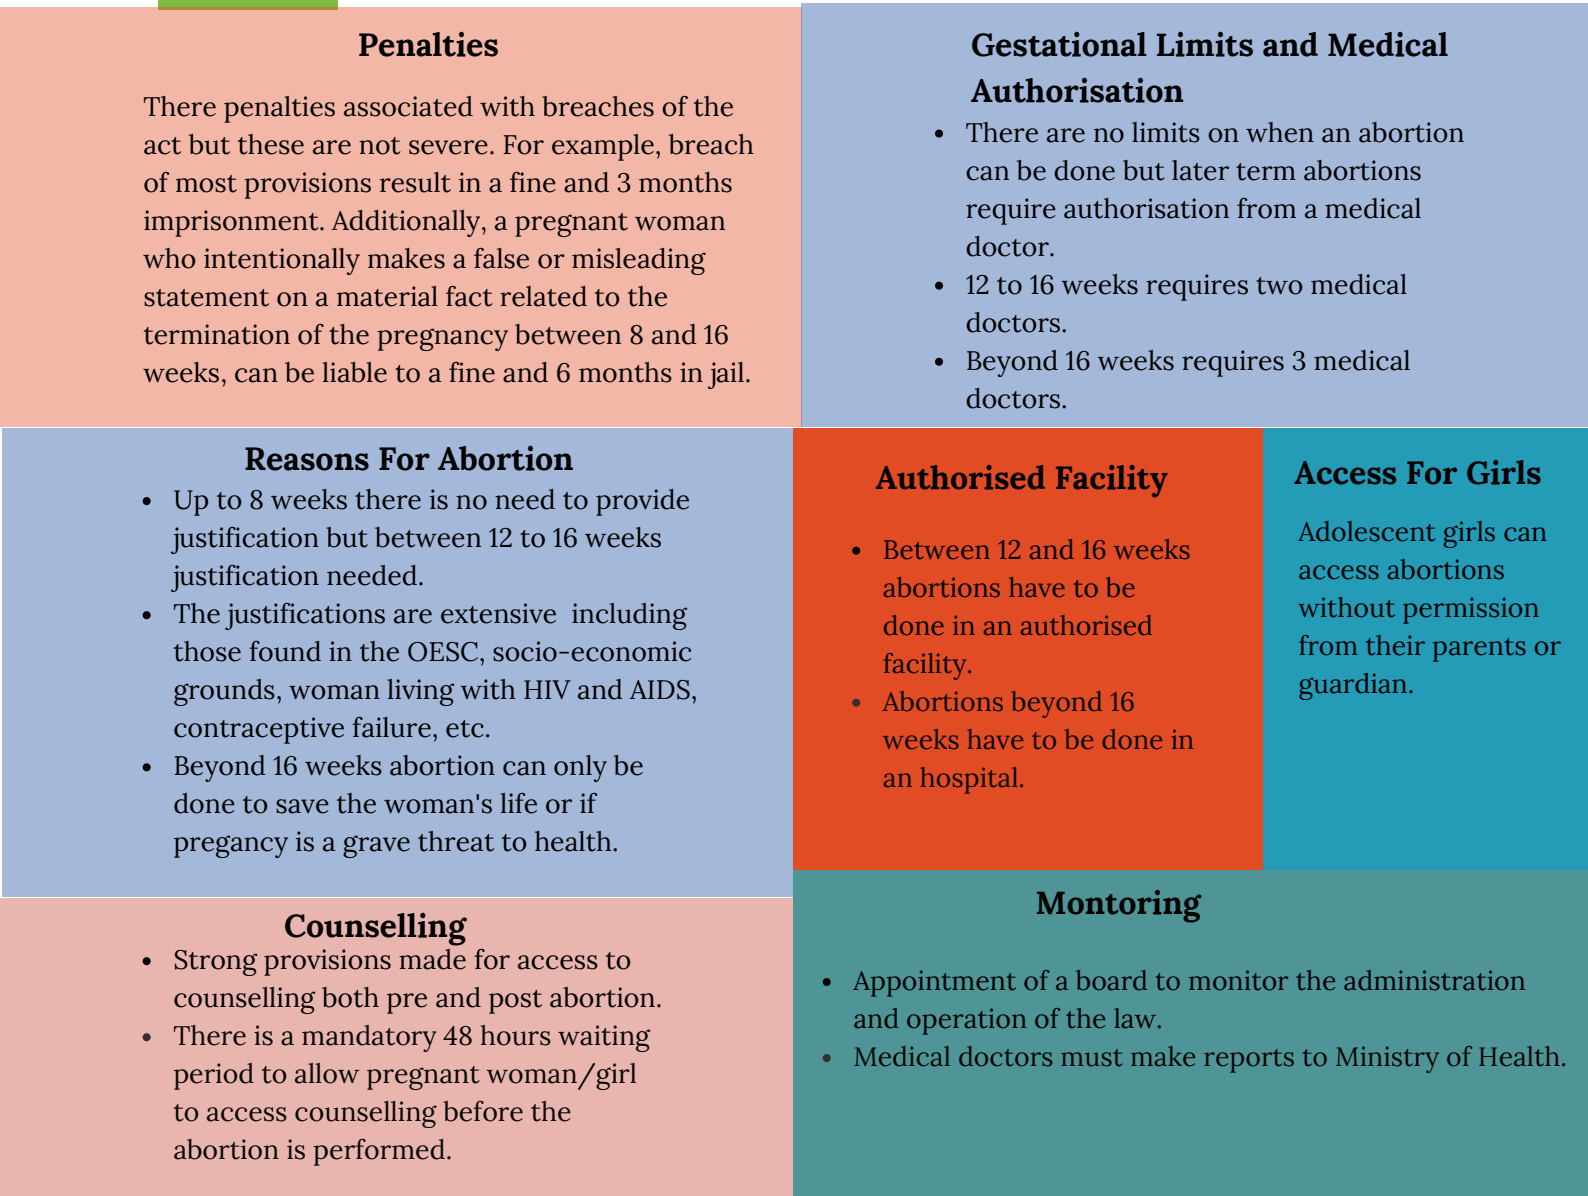 Penalties
There penalties associated with breaches of the
act but these are not severe. For example, breach
of most provisions result in a fine and 3 months
imprisonment. Additionally, a pregnant woman
who intentionally makes a false or misleading
statement on a material fact related to the
termination of the pregnancy between 8 and 16
weeks, can be liable to a fine and 6 months in jail.
Gestational Limits and Medical
Authorisation
• There are no limits on when an abortion
can be done but later term abortions
require authorisation from a medical
doctor.
• 12 to 16 weeks requires two medical
doctors.
• Beyond 16 weeks requires 3 medical
doctors.
Reasons For Abortion
• Up to 8 weeks there is no need to provide
justification but between 12 to 16 weeks
justification needed.
• The justifications are extensive including
those found in the OESC, socio-economic
grounds, woman living with HIV and AIDS,
contraceptive failure, etc.
• Beyond 16 weeks abortion can only be
done to save the woman's life or if
pregancy is a grave threat to health.
Authorised Facility
• Between 12 and 16 weeks
abortions have to be
done in an authorised
facility.
• Abortions beyond 16
weeks have to be done in
an hospital.
Access For Girls
Adolescent girls can
access abortions
without permission
from their parents or
guardian.
Counselling
• Strong provisions made for access to
counselling both pre and post abortion.
• There is a mandatory 48 hours waiting
period to allow pregnant woman/girl
to access counselling before the
abortion is performed.
Montoring
• Appointment of a board to monitor the administration
and operation of the law.
• Medical doctors must make reports to Ministry of Health.